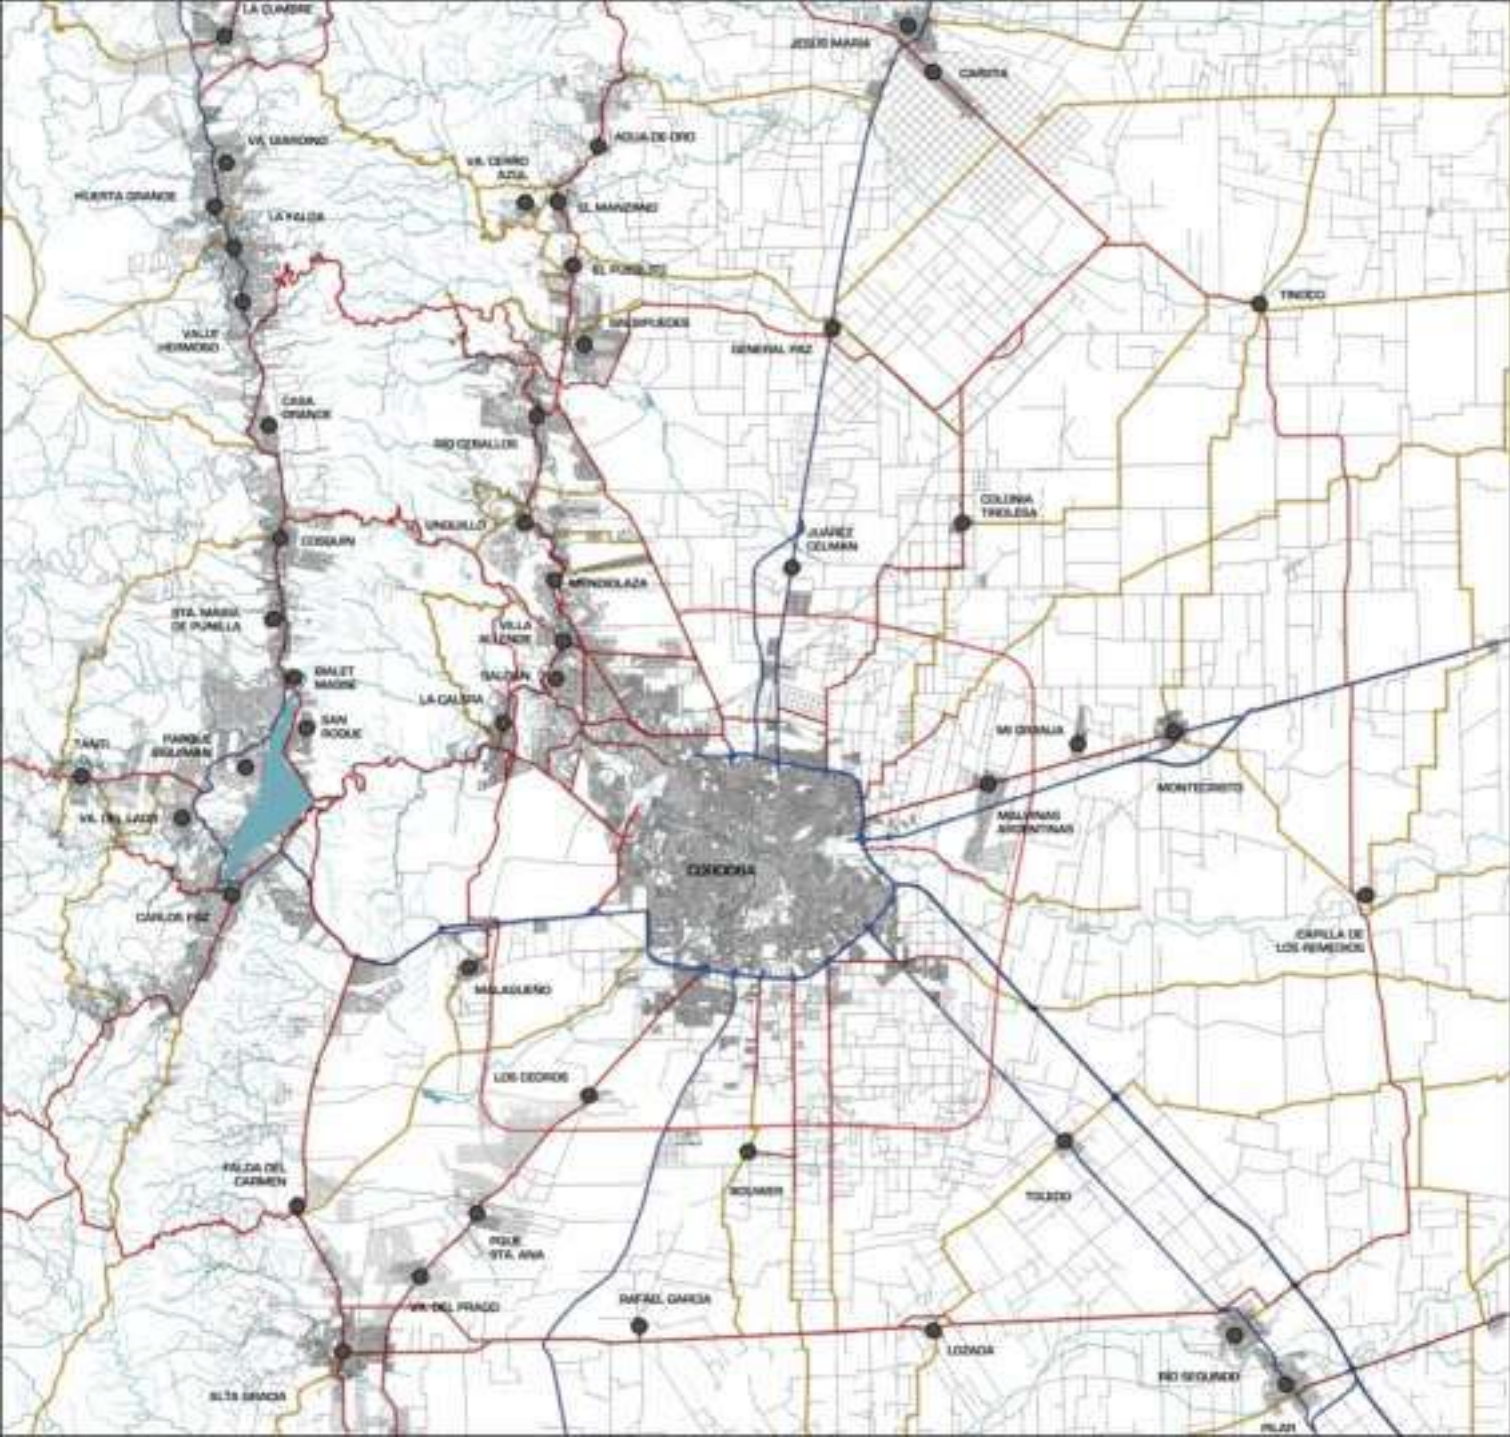 LA CUMBRE
JESUS MARIA
CAROYA
VA. GIARDINO
AGUA DE ORO
VA. CERRO
AZUL
HUERTA GRANDE
LA FALDA
EL MANZANO
EL PUEBLITO
TINOCO
SALSIPUEDES
VALLE
HERMOSO
GENERAL PAZ
CASA
GRANDE
RIO CEBALLOS
COLONIA
TIROLESA
UNQUILLO
COSQUIN
JUÁREZ
CELMAN
MENDIOLAZA
STA. MARIA
DE PUNILLA
VILLA
ALLENDE
BIALET
MASSE
SALDAN
LA CALERA
SAN
ROQUE
PARQUE
SIQUIMAN
TANTI
MI GRANJA
MONTECRISTO
VA. DEL LAGO
MALVINAS
ARGENTINAS
CORDOBA
CARLOS PAZ
CAPILLA DE
LOS REMEDIOS
MALAGUEÑO
LOS CEDROS
FALDA DEL
CARMEN
BOUWER
TOLEDO
PQUE
STA. ANA
VA. DEL PRADO
RAFAEL GARCIA
LOZADA
RIO SEGUNDO
ALTA GRACIA
PILAR